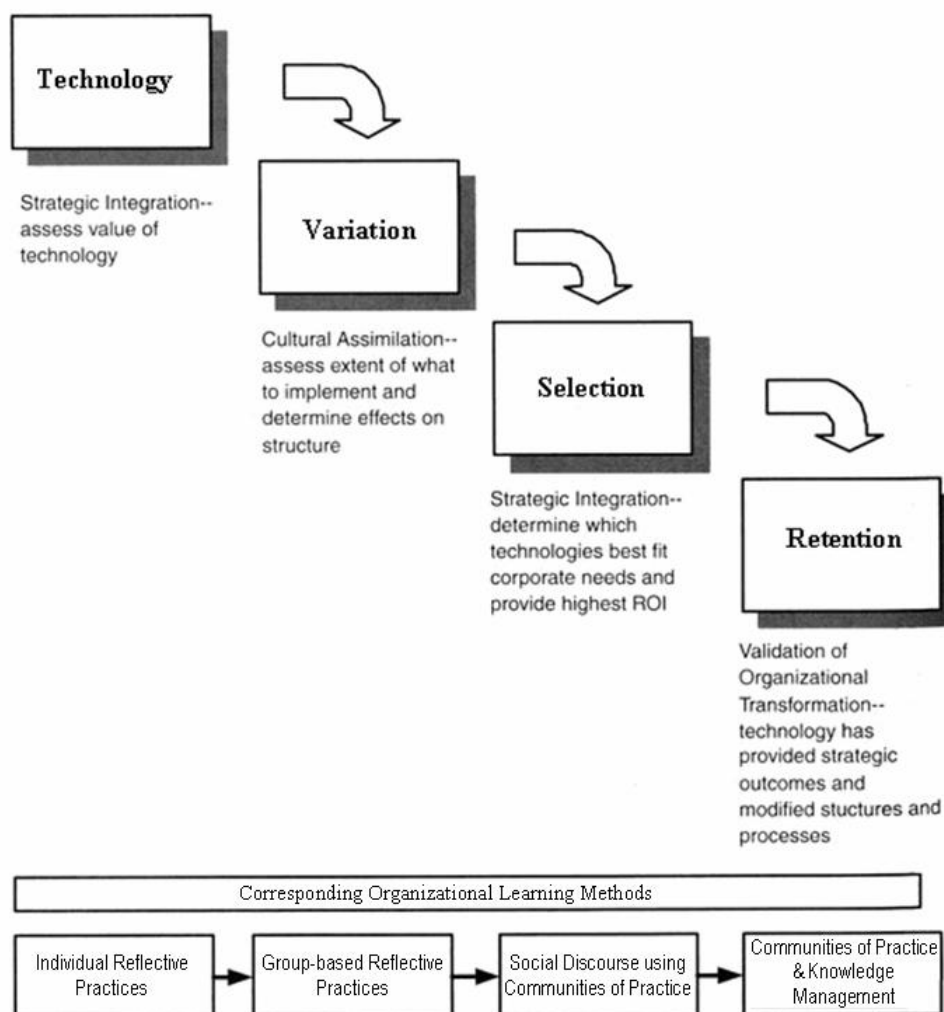 Technology
Strategic Integration--
assess value of
technology
Variation
Cultural Assimilation--
assess extent of what
to implement and
determine effects on
structure
Selection
Strategic Integration--
determine which
technologies best fit
corporate needs and
provide highest ROI
Retention
Validation of
Organizational
Transformation--
technology has
provided strategic
outcomes and
modified stuctures and
processes
Corresponding Organizational Learning Methods
Individual Reflective
Practices
Group-based Reflective
Practices
Social Discourse using
Communities of Practice
Communities of Practice
& Knowledge
Management